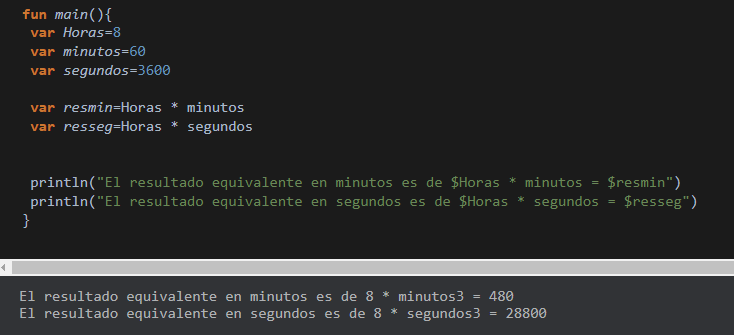 fun main(){
var Horas=8
var minutos=60
var segundos=3600
var resmin=Horas * minutos
var resseg=Horas * segundos
println("El resultado equivalente en minutos es de $Horas * minutos = $resmin")
println("El resultado equivalente en segundos es de $Horas * segundos = $resseg")
}
El resultado equivalente en minutos es de 8 * minutos3 = 480
El resultado equivalente en segundos es de 8 * segundos3 = 28800